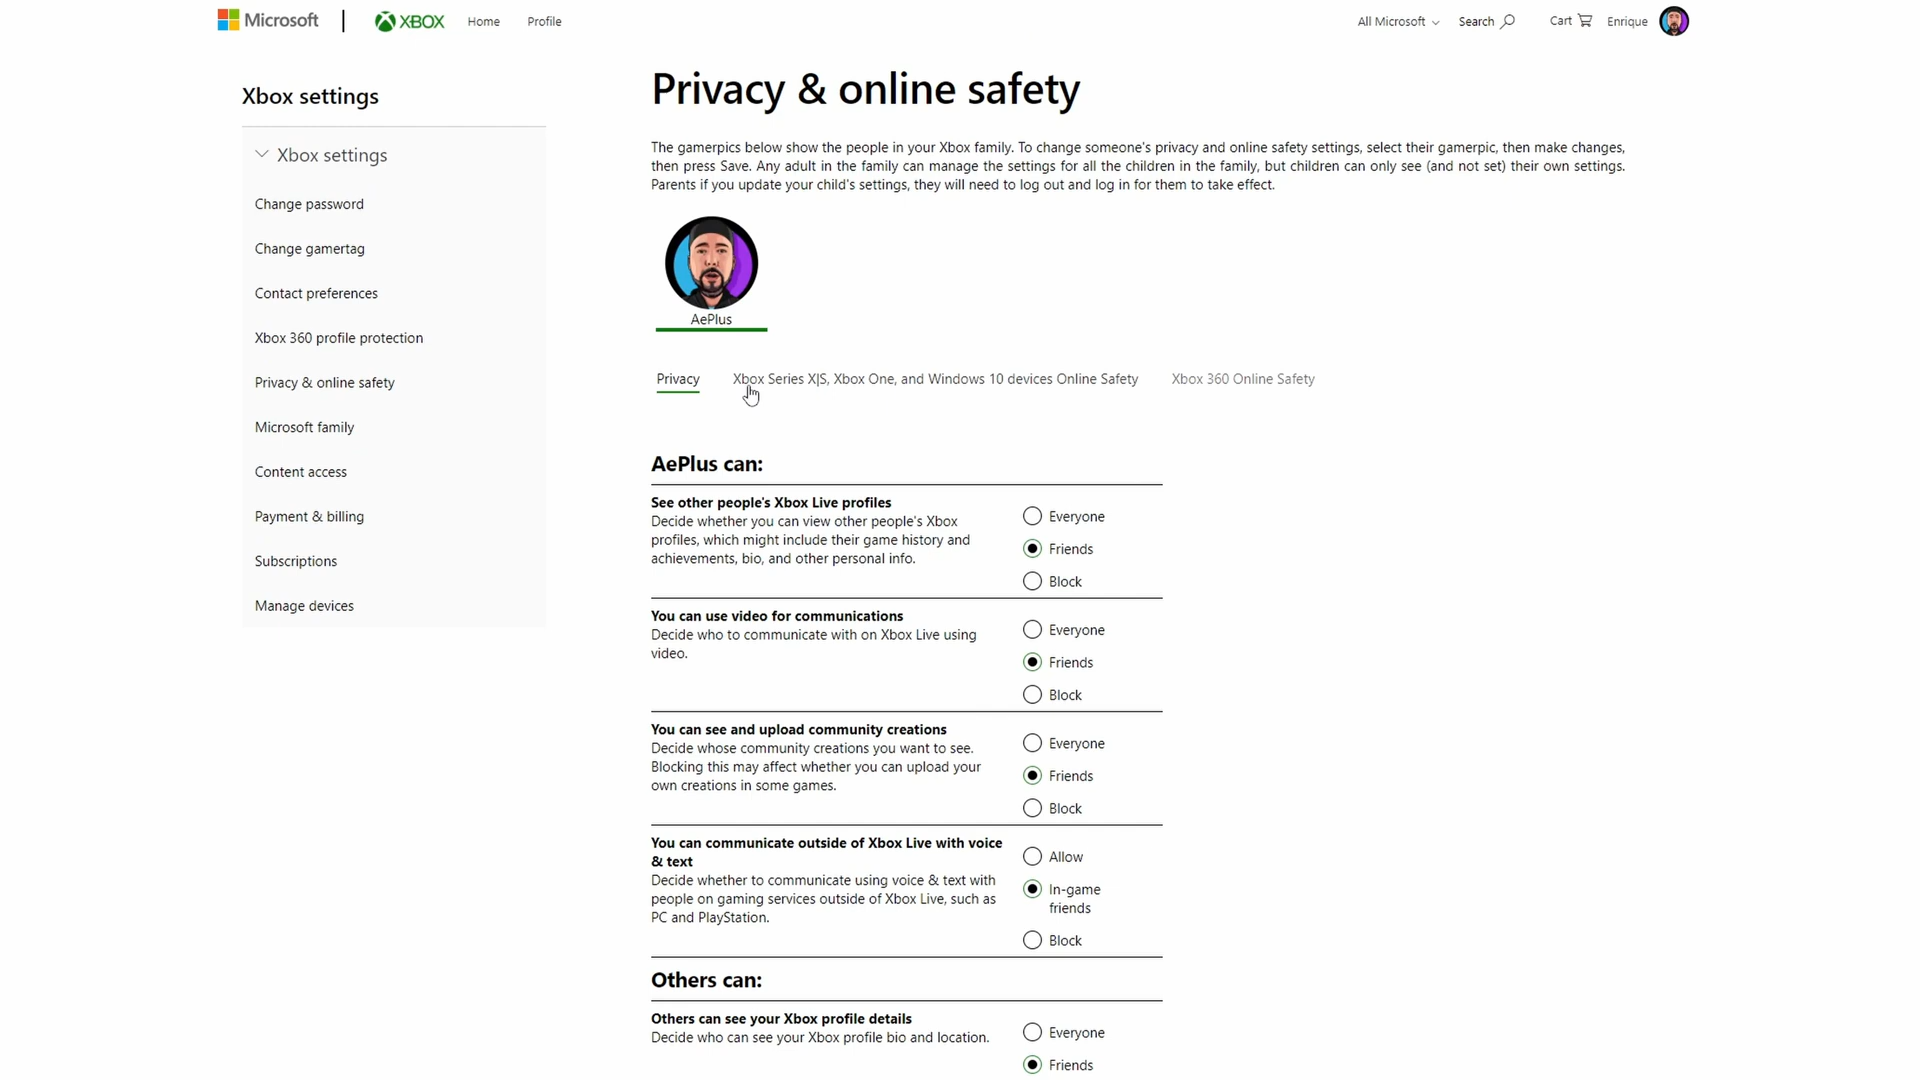 Microsoft
XBOX
Home
Profile
All Microsoft
Search
Cart
Enrique
Xbox settings
Xbox settings
Change password
Change gamertag
Contact preferences
Xbox 360 profile protection
Privacy & online safety
Microsoft family
Content access
Payment & billing
Subscriptions
Manage devices
Privacy & online safety
The gamerpics below show the people in your Xbox family. To change someone's privacy and online safety settings, select their gamerpic, then make changes,
then press Save. Any adult in the family can manage the settings for all the children in the family, but children can only see (and not set) their own settings.
Parents if you update your child's settings, they will need to log out and log in for them to take effect.
AePlus
Privacy
Xbox Series X|S, Xbox One, and Windows 10 devices Online Safety
Xbox 360 Online Safety
AePlus can:
See other people's Xbox Live profiles
Decide whether you can view other people's Xbox
profiles, which might include their game history and
achievements, bio, and other personal info.
Everyone
Friends
Block
You can use video for communications
Decide who to communicate with on Xbox Live using
video.
Everyone
Friends
Block
You can see and upload community creations
Decide whose community creations you want to see.
Blocking this may affect whether you can upload your
own creations in some games.
Everyone
Friends
Block
You can communicate outside of Xbox Live with voice
& text
Decide whether to communicate using voice & text with
people on gaming services outside of Xbox Live, such as
PC and PlayStation.
Allow
In-game
friends
Block
Others can:
Others can see your Xbox profile details
Decide who can see your Xbox profile bio and location.
Everyone
Friends